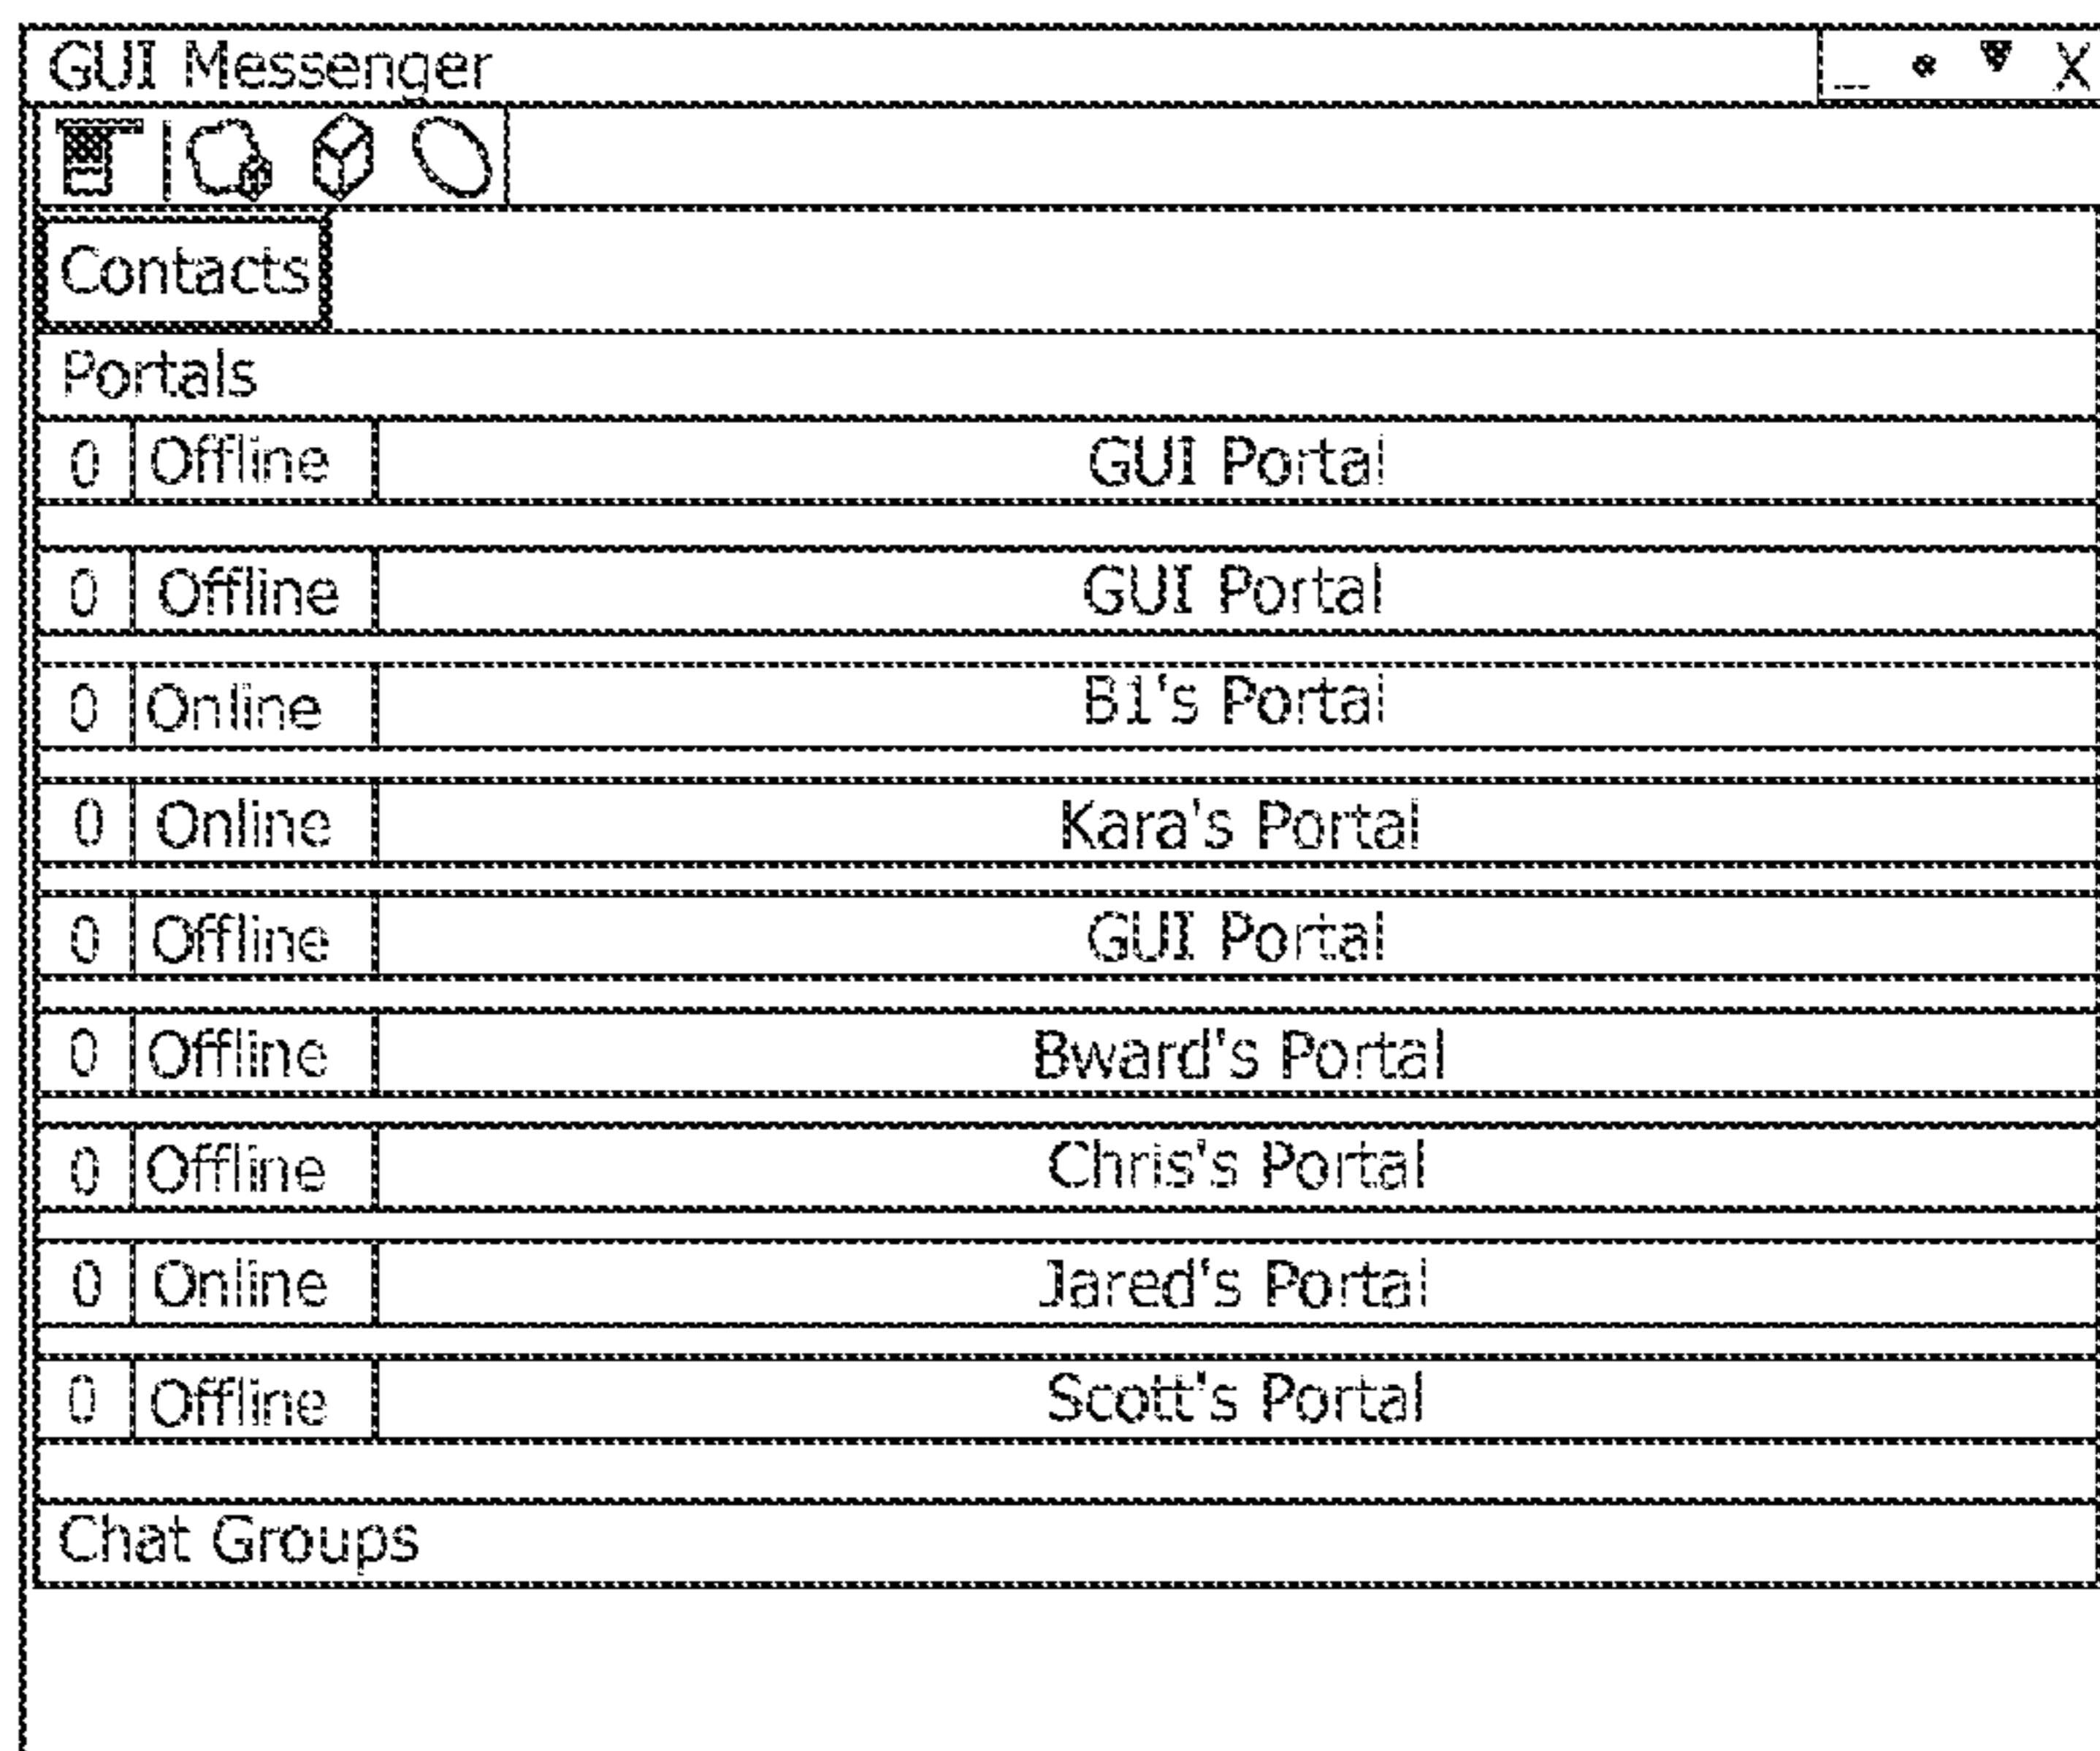 GUI Messenger _ • ▼ X
Contacts
Portals
0 Offline GUI Portal
0 Offline GUI Portal
0 Online B1's Portal
0 Online Kara's Portal
0 Offline GUI Portal
0 Offline Bward's Portal
0 Offline Chris's Portal
0 Online Jared's Portal
0 Offline Scott's Portal
Chat Groups